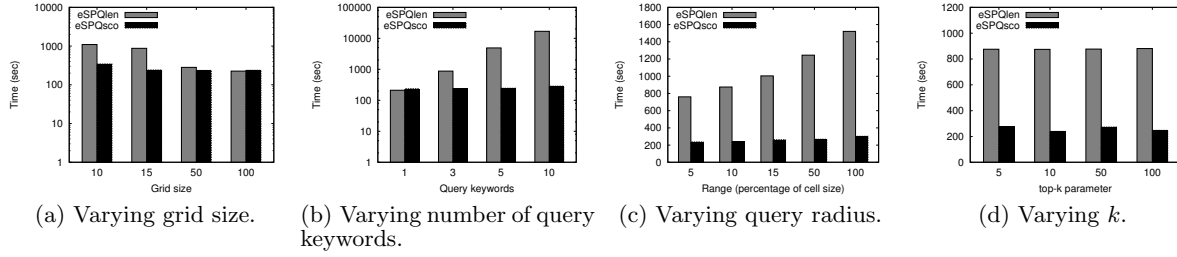 eSPQlen
eSPQsco
Time (sec)
10000
1000
100
10
1
10 15 50 100
Grid size
(a) Varying grid size.
eSPQlen
eSPQsco
Time (sec)
100000
10000
1000
100
10
1
1 3 5 10
Query keywords
(b) Varying number of query
keywords.
eSPQlen
eSPQsco
Time (sec)
1800
1600
1400
1200
1000
800
600
400
200
0
5 10 15 50 100
Range (percentage of cell size)
(c) Varying query radius.
eSPQlen
eSPQsco
Time (sec)
1200
1000
800
600
400
200
0
5 10 50 100
top-k parameter
(d) Varying k.